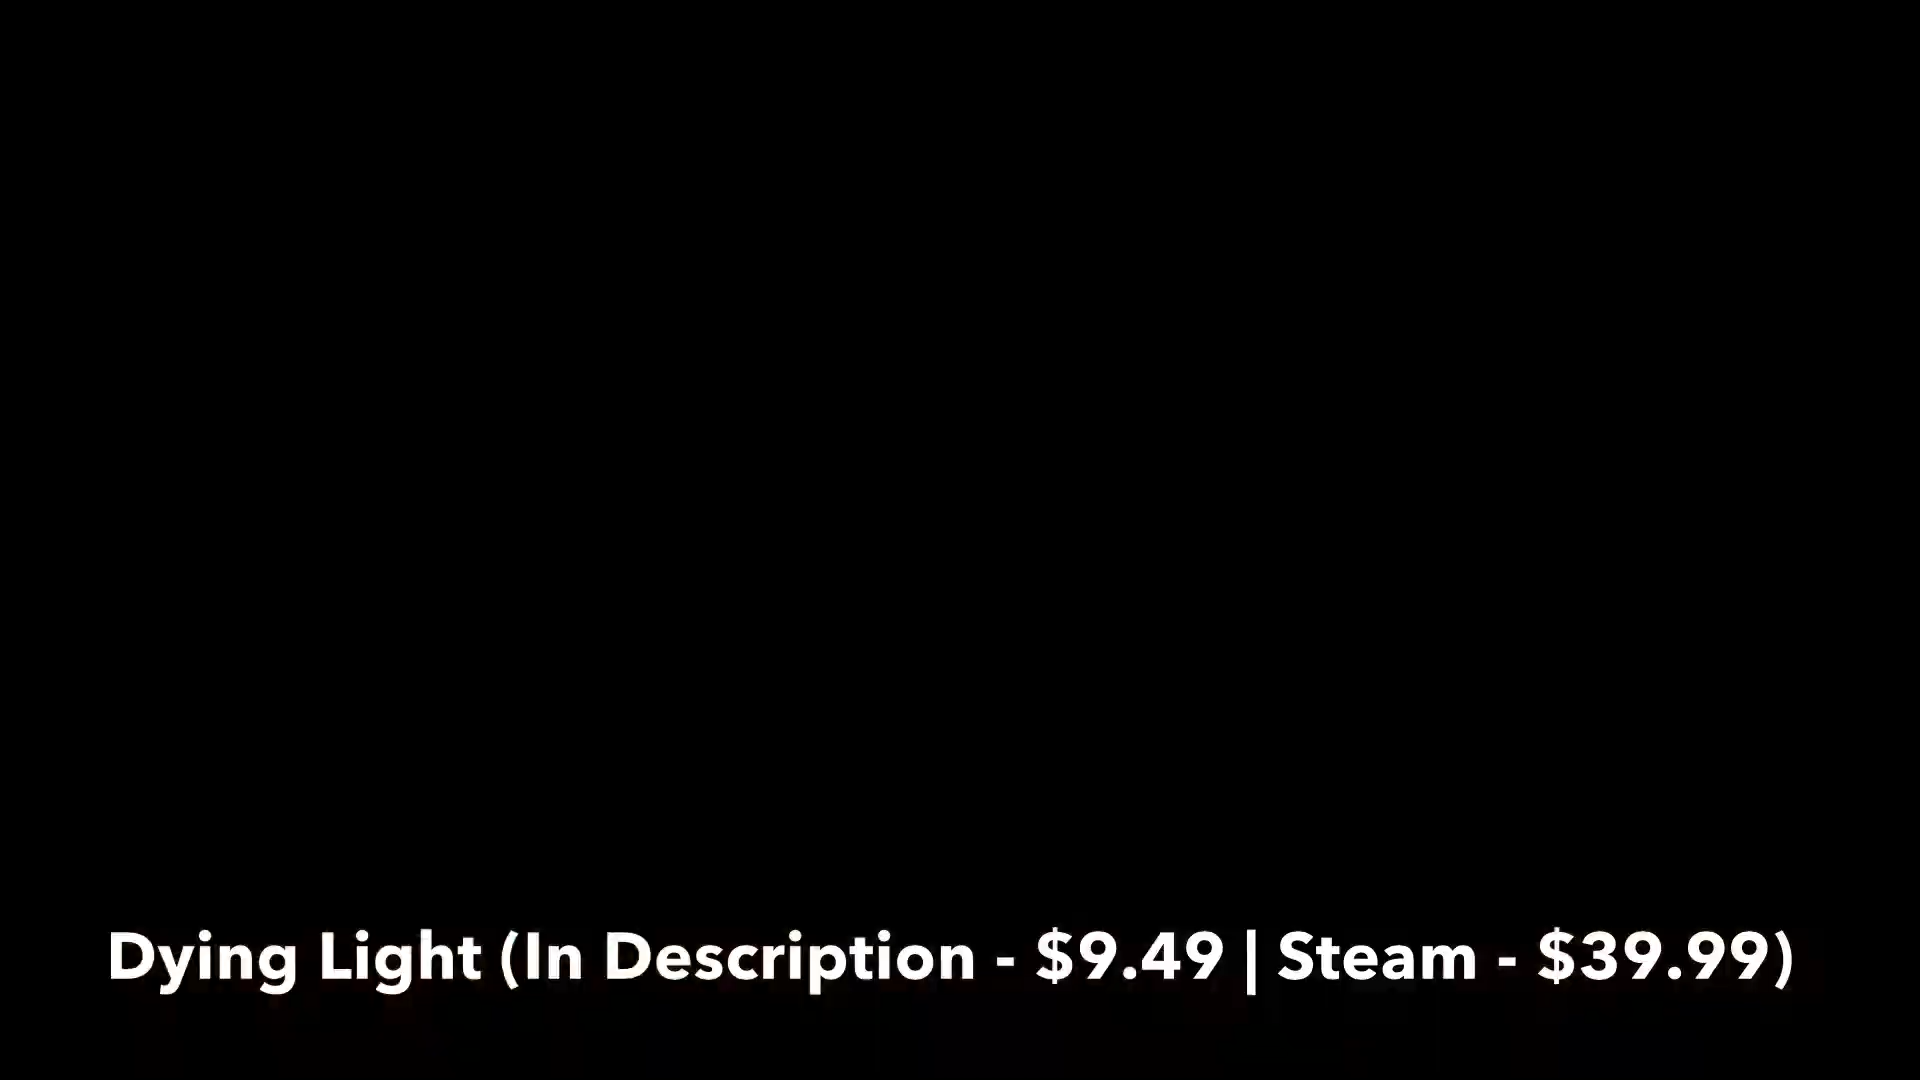 Dying Light (In Description - $9.49 | Steam - $39.99)